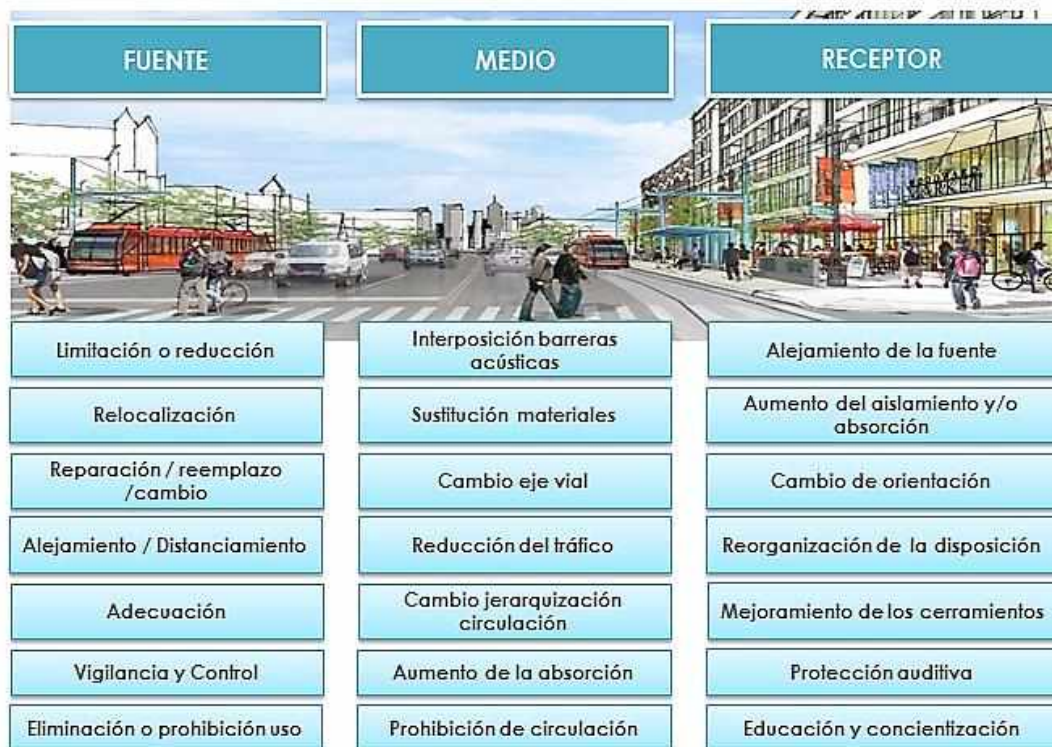 FUENTE
MEDIO
RECEPTOR
Limitación o reducción
Relocalización
Reparación / reemplazo
/cambio
Alejamiento / Distanciamiento
Adecuación
Vigilancia y Control
Eliminación o prohibición uso
Interposición barreras
acústicas
Sustitución materiales
Cambio eje vial
Reducción del tráfico
Cambio jerarquización
circulación
Aumento de la absorción
Prohibición de circulación
Alejamiento de la fuente
Aumento del aislamiento y/o
absorción
Cambio de orientación
Reorganización de la disposición
Mejoramiento de los cerramientos
Protección auditiva
Educación y concientización